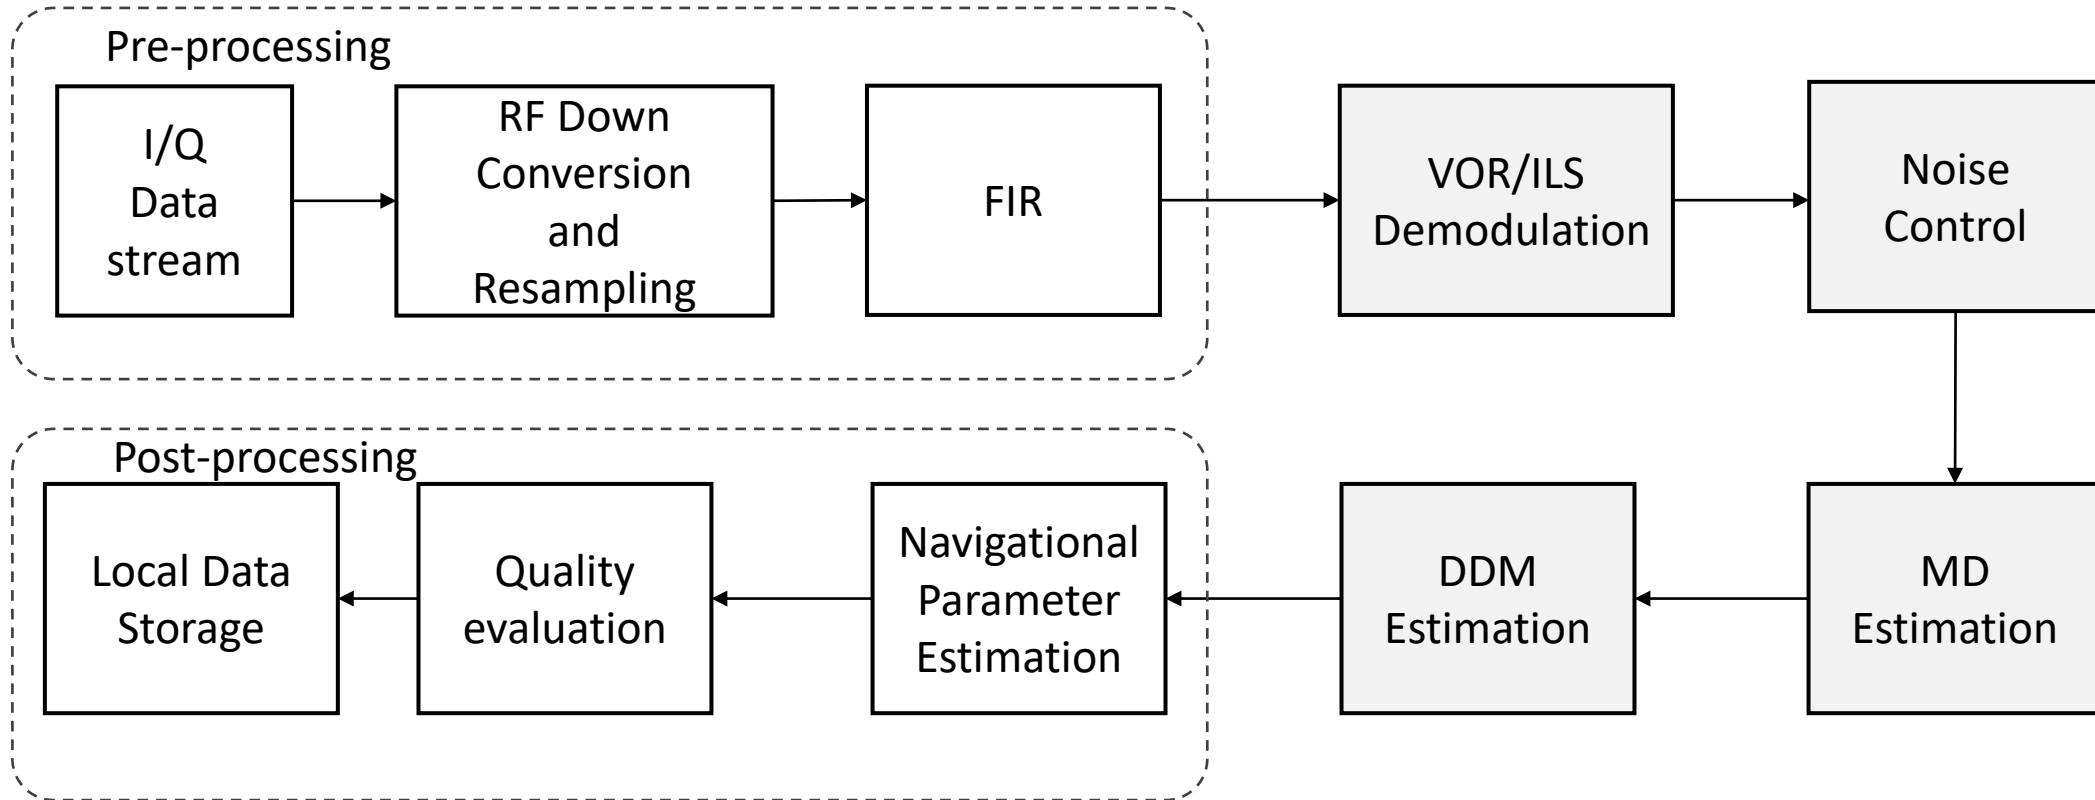 Pre-processing
I/Q
Data
stream
RF Down
Conversion
and
Resampling
FIR
VOR/ILS
Demodulation
Noise
Control
Post-processing
Local Data
Storage
Quality
evaluation
Navigational
Parameter
Estimation
DDM
Estimation
MD
Estimation